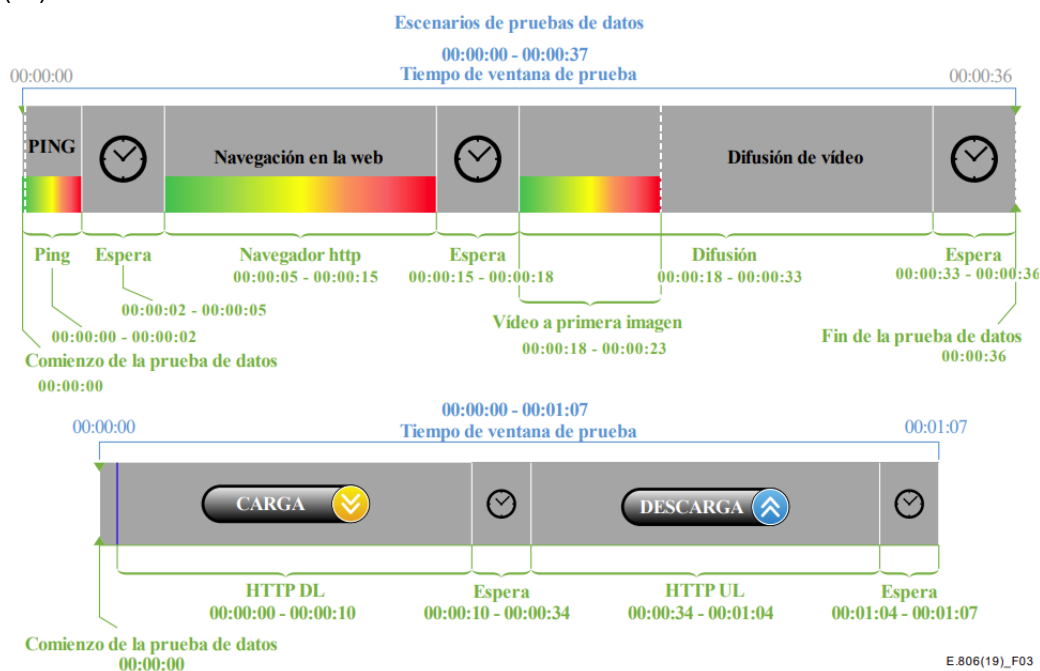 Escenarios de pruebas de datos
00:00:00 - 00:00:37
00:00:00 Tiempo de ventana de prueba 00:00:36
PING
Navegación en la web
Difusión de vídeo
Ping Espera Navegador http Espera Difusión Espera
00:00:05 - 00:00:15 00:00:15 - 00:00:18 00:00:18 - 00:00:33 00:00:33 - 00:00:36
00:00:02 - 00:00:05
Vídeo a primera imagen
00:00:00 - 00:00:02
Fin de la prueba de datos
00:00:18 - 00:00:23
Comienzo de la prueba de datos
00:00:36
00:00:00
00:00:00 - 00:01:07
00:00:00 Tiempo de ventana de prueba 00:01:07
CARGA
DESCARGA
HTTP DL Espera HTTP UL Espera
00:00:00 - 00:00:10 00:00:10 - 00:00:34 00:00:34 - 00:01:04 00:01:04 - 00:01:07
Comienzo de la prueba de datos
00:00:00
E.806(19)_F03